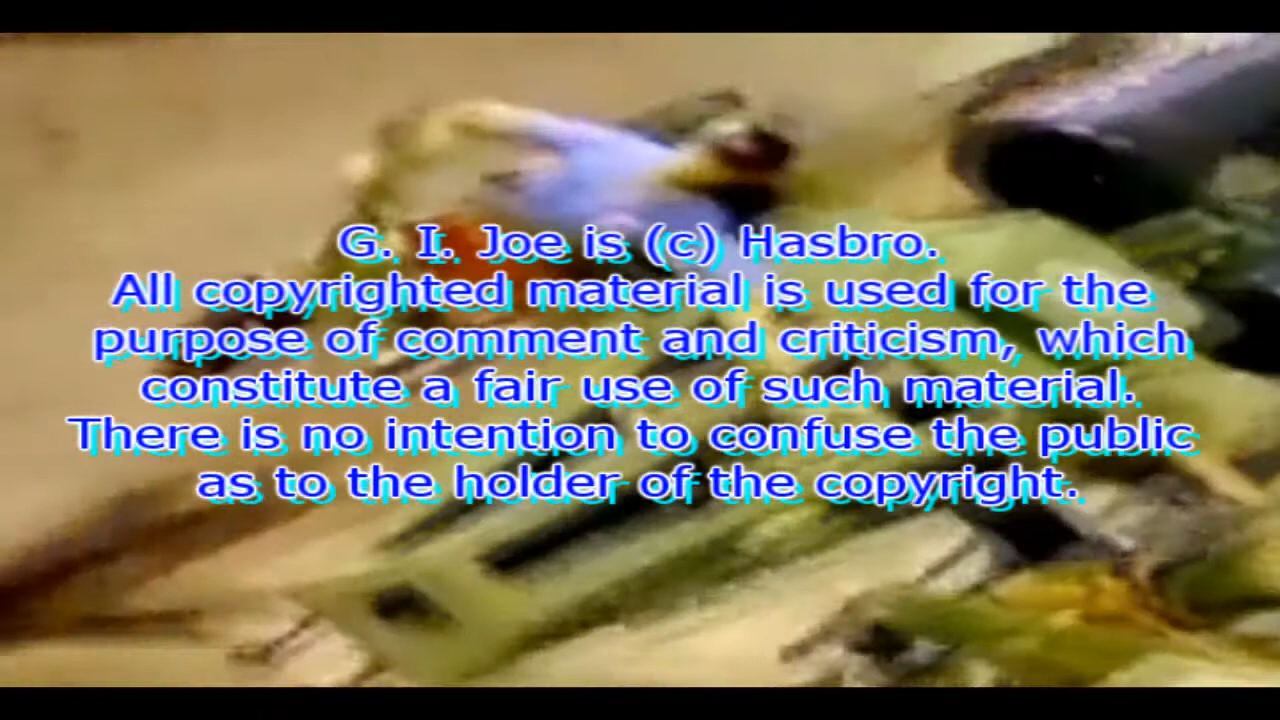 G. I. Joe is (c) Hasbro.
All copyrighted material is used for the
purpose of comment and criticism, which
constitute a fair use of such material.
There is no intention to confuse the public
as to the holder of the copyright.